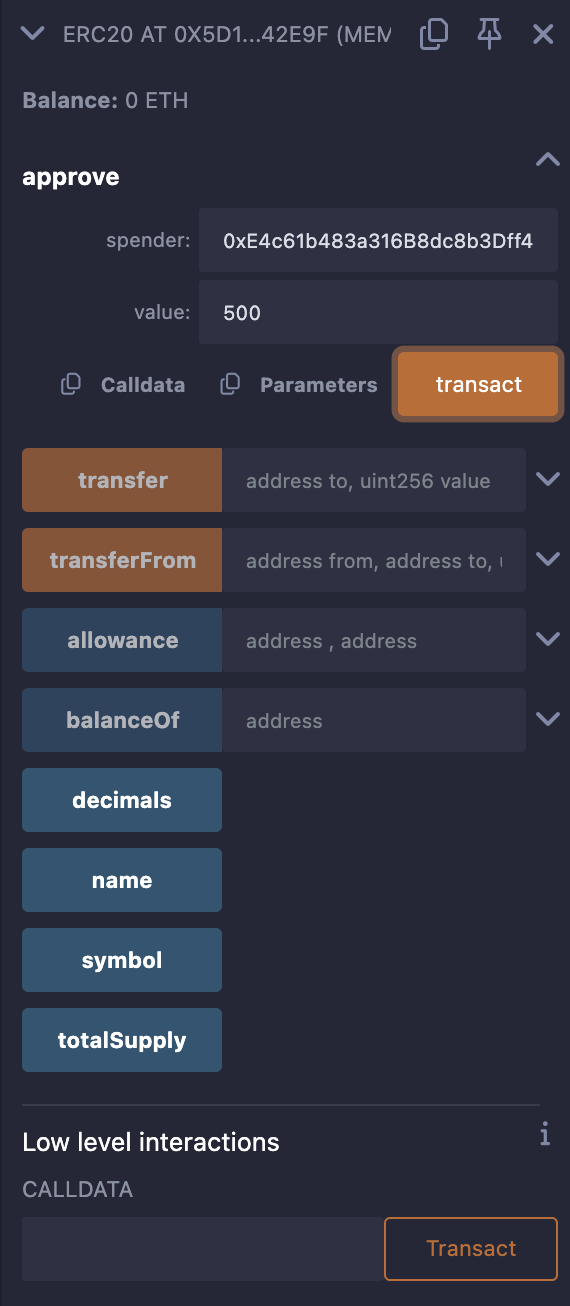 ERC20 AT 0X5D1...42E9F (MEM
Balance: 0 ETH
approve
spender: 0xE4c61b483a316B8dc8b3Dff4
value: 500
Calldata Parameters transact
transfer address to, uint256 value
transferFrom address from, address to,
allowance address , address
balanceOf address
decimals
name
symbol
totalSupply
Low level interactions
i
CALLDATA
Transact